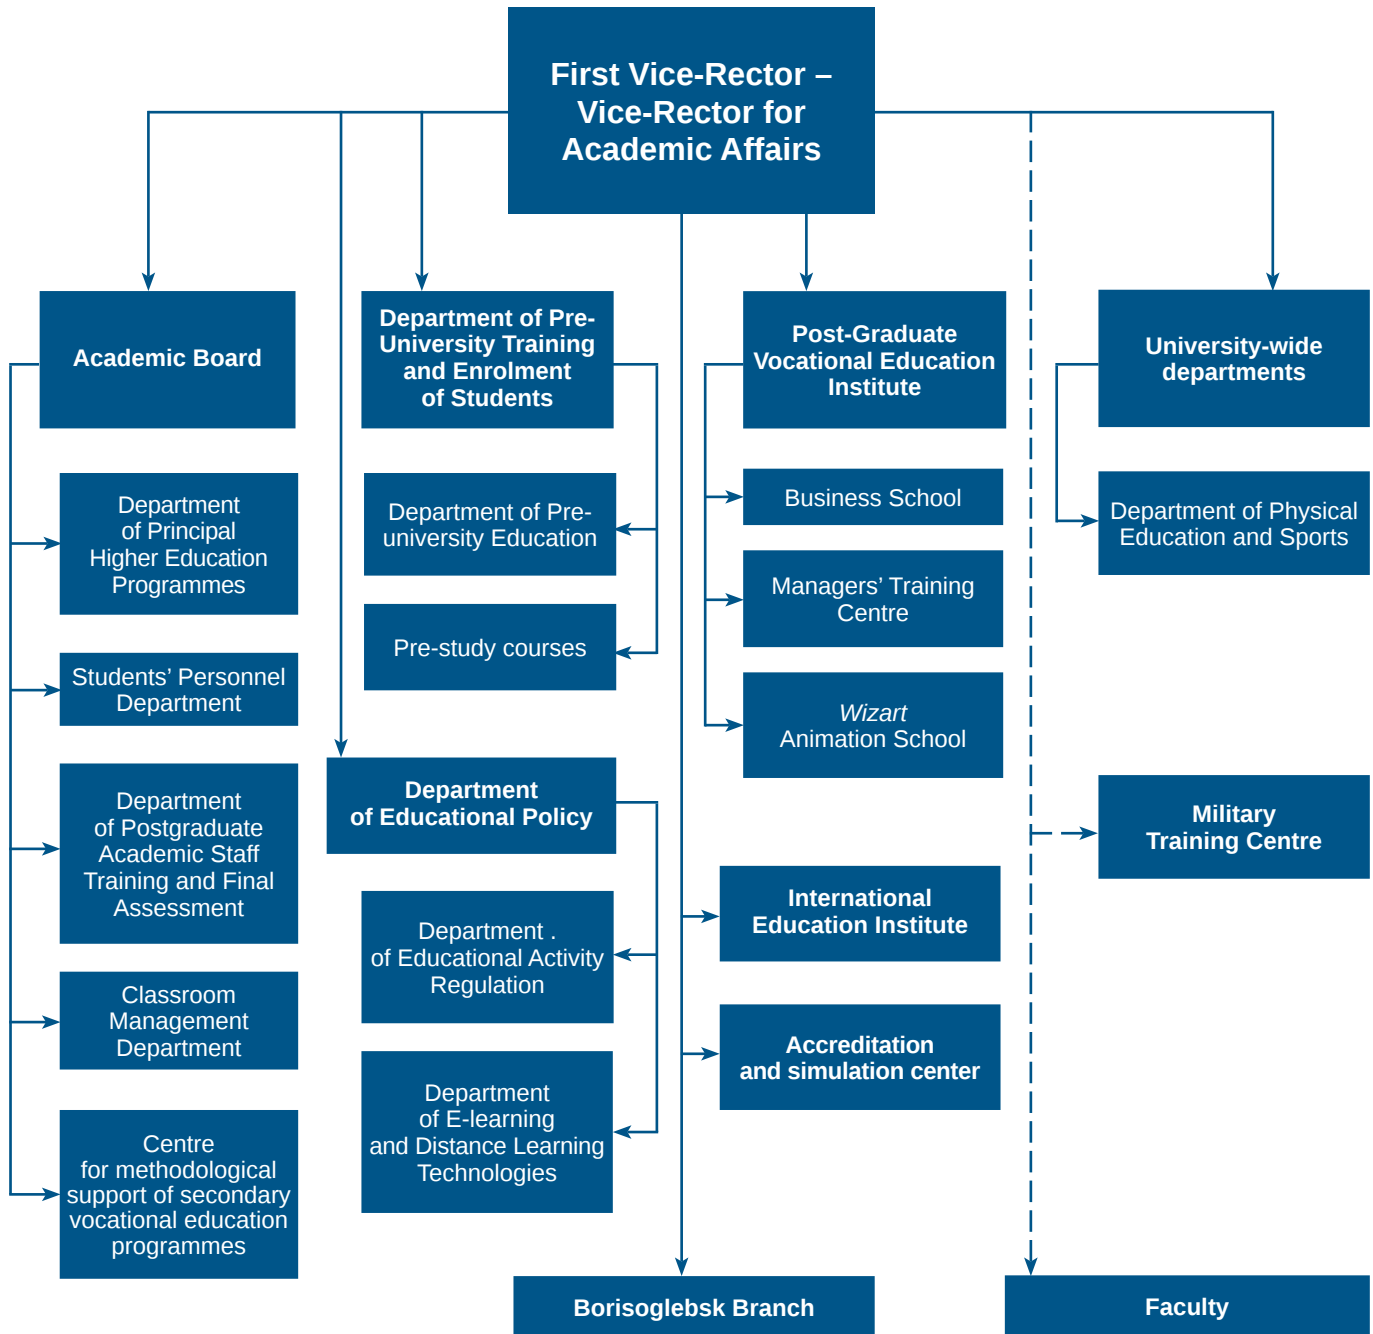 First Vice-Rector –
Vice-Rector for
Academic Affairs
Academic Board
Department
of Principal
Higher Education
Programmes
Students’ Personnel
Department
Department
of Postgraduate
Academic Staff
Training and Final
Assessment
Classroom
Management
Department
Centre
for methodological
support of secondary
vocational education
programmes
Department of Pre-
University Training
and Enrolment
of Students
Department of Pre-
university Education
Pre-study courses
Department
of Educational Policy
Department .
of Educational Activity
Regulation
Department
of E-learning
and Distance Learning
Technologies
Post-Graduate
Vocational Education
Institute
Business School
Managers’ Training
Centre
Wizart
Animation School
International
Education Institute
Accreditation
and simulation center
Borisoglebsk Branch
University-wide
departments
Department of Physical
Education and Sports
Military
Training Centre
Faculty